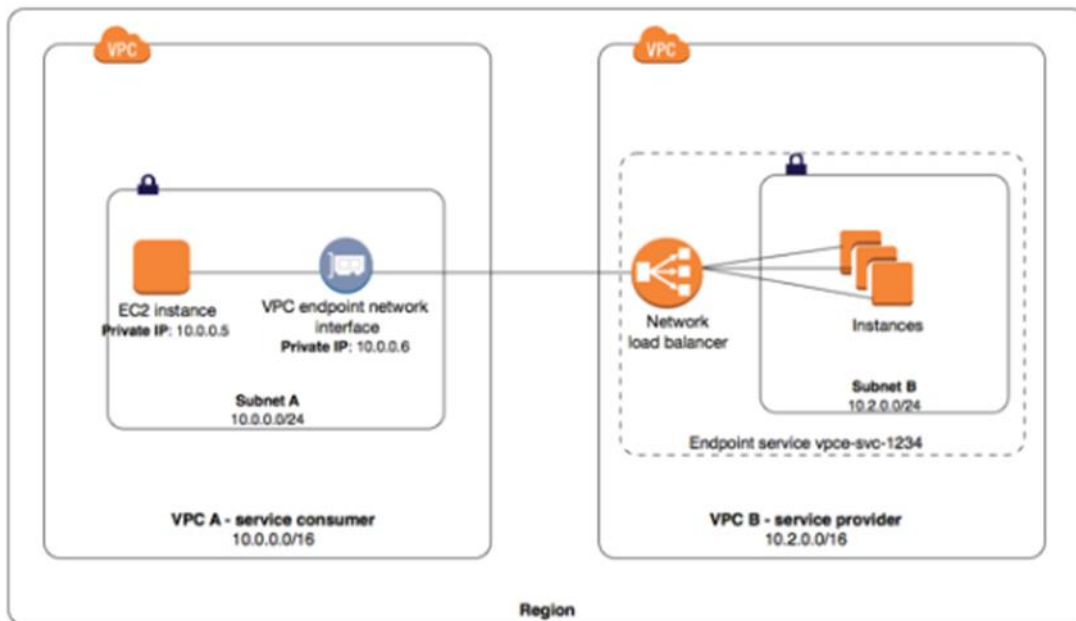 VPC
VPC
EC2 instance
Private IP: 10.0.0.5
VPC endpoint network
interface
Private IP: 10.0.0.6
Subnet A
10.0.0.0/24
VPC A - service consumer
10.0.0.0/16
Network
load balancer
Instances
Subnet B
10.2.0.0/24
Endpoint service vpce-svc-1234
VPC B - service provider
10.2.0.0/16
Region